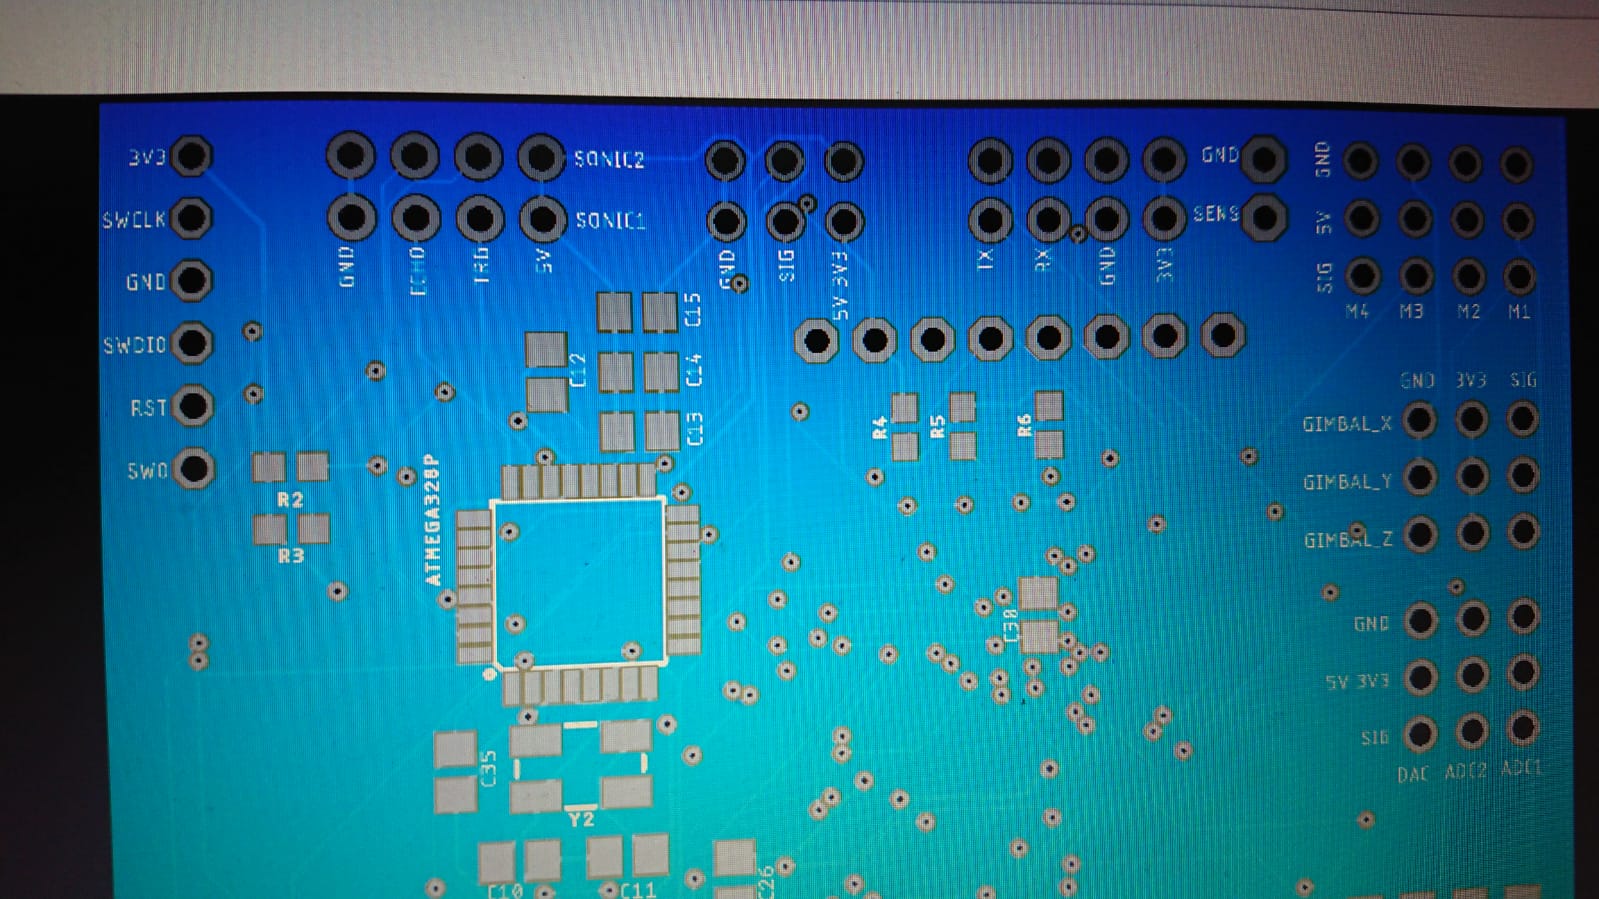 3V3
SWCLK
GND
SWDIO
RST
SWO
SONIC2
SONIC1
GND
ECHO
TRG
5V
GND
SIG
5V 3V3
TX
RX
GND
3V3
GND
SENS
GND
5V
SIG
M4 M3 M2 M1
C15
C14
C13
C12
R4
R5
R6
R2
R3
ATMEGA328P
GND 3V3 SIG
GIMBAL_X
GIMBAL_Y
GIMBAL_Z
GND
5V 3V3
SIG
DAC ADC2 ADC1
C30
C35
Y2
C10
C11
C26